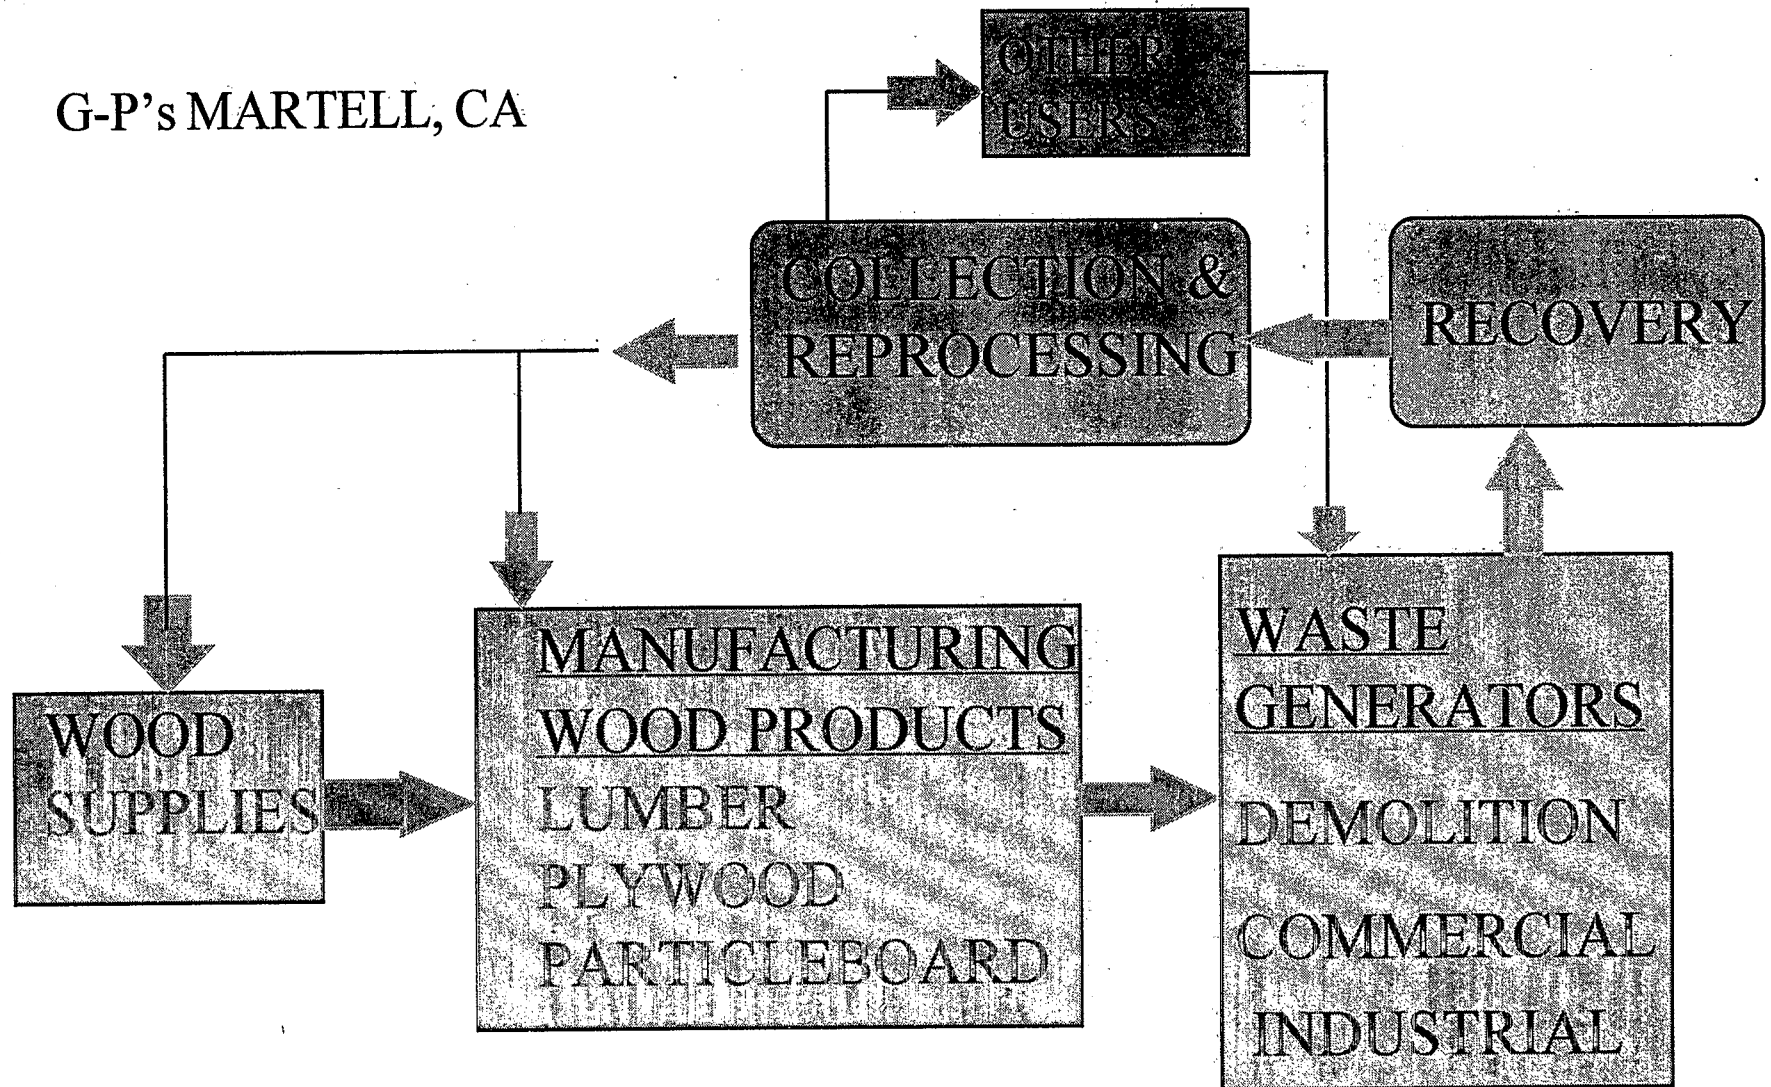 G-P's MARTELL, CA
OTHER
USERS
COLLECTION &
REPROCESSING
RECOVERY
WOOD
SUPPLIES
MANUFACTURING
WOOD PRODUCTS
LUMBER
PLYWOOD
PARTICLEBOARD
WASTE
GENERATORS
DEMOLITION
COMMERCIAL
INDUSTRIAL